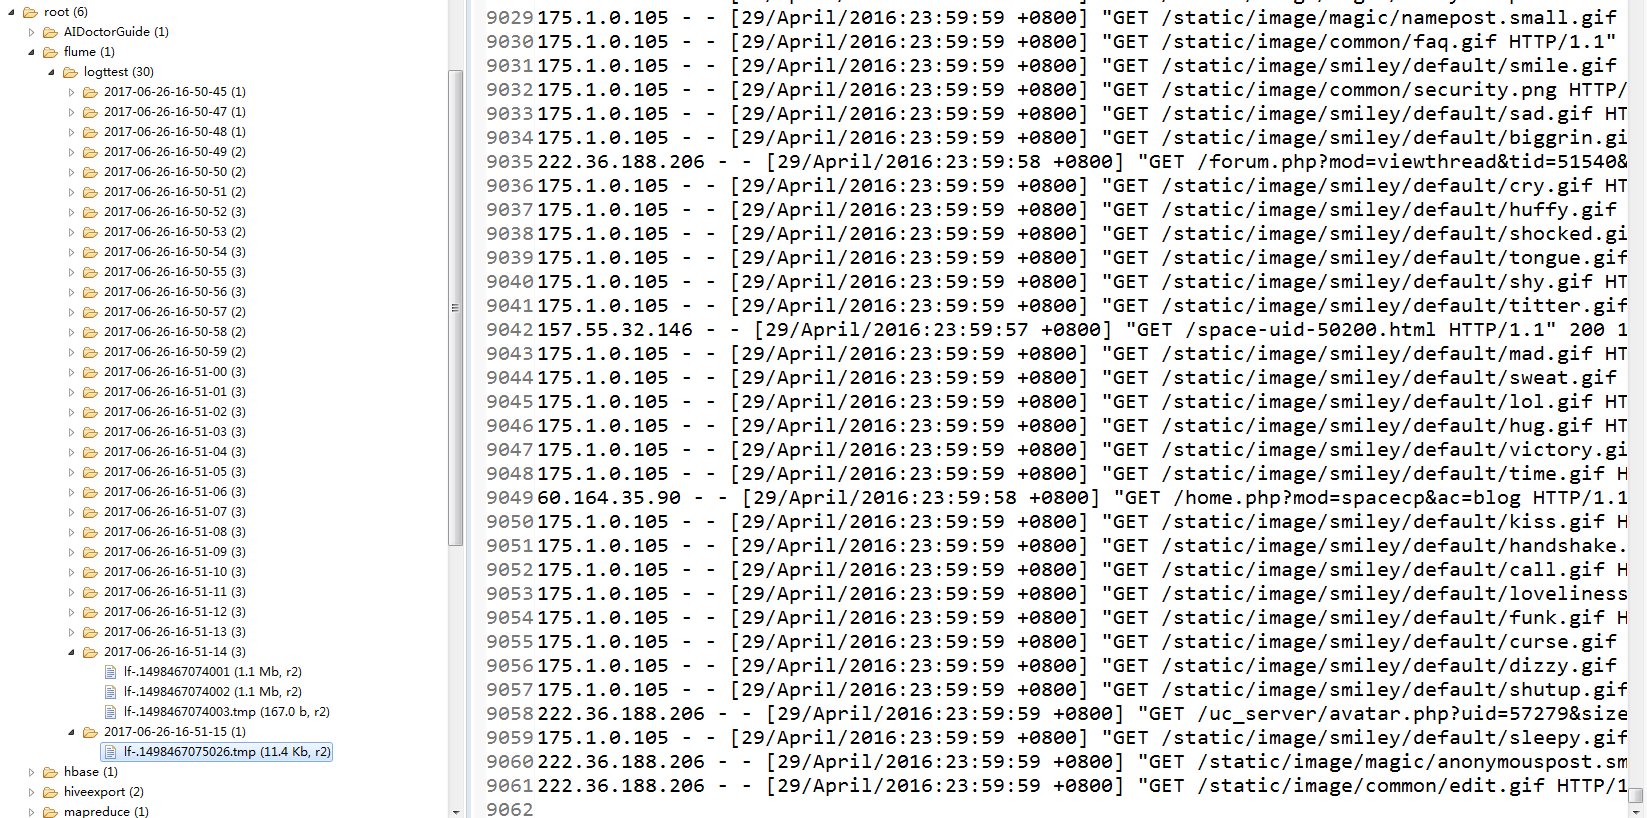 root (6)
AIDoctorGuide (1)
flume (1)
logttest (30)
2017-06-26-16-50-45 (1)
2017-06-26-16-50-47 (1)
2017-06-26-16-50-48 (1)
2017-06-26-16-50-49 (2)
2017-06-26-16-50-50 (2)
2017-06-26-16-50-51 (2)
2017-06-26-16-50-52 (3)
2017-06-26-16-50-53 (2)
2017-06-26-16-50-54 (3)
2017-06-26-16-50-55 (3)
2017-06-26-16-50-56 (3)
2017-06-26-16-50-57 (2)
2017-06-26-16-50-58 (2)
2017-06-26-16-50-59 (2)
2017-06-26-16-51-00 (3)
2017-06-26-16-51-01 (3)
2017-06-26-16-51-02 (3)
2017-06-26-16-51-03 (3)
2017-06-26-16-51-04 (3)
2017-06-26-16-51-05 (3)
2017-06-26-16-51-06 (3)
2017-06-26-16-51-07 (3)
2017-06-26-16-51-08 (3)
2017-06-26-16-51-09 (3)
2017-06-26-16-51-10 (3)
2017-06-26-16-51-11 (3)
2017-06-26-16-51-12 (3)
2017-06-26-16-51-13 (3)
2017-06-26-16-51-14 (3)
lf-.1498467074001 (1.1 Mb, r2)
lf-.1498467074002 (1.1 Mb, r2)
lf-.1498467074003.tmp (167.0 b, r2)
2017-06-26-16-51-15 (1)
lf-.1498467075026.tmp (11.4 Kb, r2)
hbase (1)
hiveexport (2)
mapreduce (1)
9029 175.1.0.105 - - [29/April/2016:23:59:59 +0800] "GET /static/image/magic/namepost.small.gif
9030 175.1.0.105 - - [29/April/2016:23:59:59 +0800] "GET /static/image/common/faq.gif HTTP/1.1"
9031 175.1.0.105 - - [29/April/2016:23:59:59 +0800] "GET /static/image/smiley/default/smile.gif
9032 175.1.0.105 - - [29/April/2016:23:59:59 +0800] "GET /static/image/common/security.png HTTP/
9033 175.1.0.105 - - [29/April/2016:23:59:59 +0800] "GET /static/image/smiley/default/sad.gif HT
9034 175.1.0.105 - - [29/April/2016:23:59:59 +0800] "GET /static/image/smiley/default/biggrin.gi
9035 222.36.188.206 - - [29/April/2016:23:59:58 +0800] "GET /forum.php?mod=viewthread&tid=51540&
9036 175.1.0.105 - - [29/April/2016:23:59:59 +0800] "GET /static/image/smiley/default/cry.gif HT
9037 175.1.0.105 - - [29/April/2016:23:59:59 +0800] "GET /static/image/smiley/default/huffy.gif
9038 175.1.0.105 - - [29/April/2016:23:59:59 +0800] "GET /static/image/smiley/default/shocked.gi
9039 175.1.0.105 - - [29/April/2016:23:59:59 +0800] "GET /static/image/smiley/default/tongue.gif
9040 175.1.0.105 - - [29/April/2016:23:59:59 +0800] "GET /static/image/smiley/default/shy.gif HT
9041 175.1.0.105 - - [29/April/2016:23:59:59 +0800] "GET /static/image/smiley/default/titter.gif
9042 157.55.32.146 - - [29/April/2016:23:59:57 +0800] "GET /space-uid-50200.html HTTP/1.1" 200 1
9043 175.1.0.105 - - [29/April/2016:23:59:59 +0800] "GET /static/image/smiley/default/mad.gif HT
9044 175.1.0.105 - - [29/April/2016:23:59:59 +0800] "GET /static/image/smiley/default/sweat.gif
9045 175.1.0.105 - - [29/April/2016:23:59:59 +0800] "GET /static/image/smiley/default/lol.gif HT
9046 175.1.0.105 - - [29/April/2016:23:59:59 +0800] "GET /static/image/smiley/default/hug.gif HT
9047 175.1.0.105 - - [29/April/2016:23:59:59 +0800] "GET /static/image/smiley/default/victory.gi
9048 175.1.0.105 - - [29/April/2016:23:59:59 +0800] "GET /static/image/smiley/default/time.gif H
9049 60.164.35.90 - - [29/April/2016:23:59:58 +0800] "GET /home.php?mod=spacecp&ac=blog HTTP/1.1
9050 175.1.0.105 - - [29/April/2016:23:59:59 +0800] "GET /static/image/smiley/default/kiss.gif H
9051 175.1.0.105 - - [29/April/2016:23:59:59 +0800] "GET /static/image/smiley/default/handshake.
9052 175.1.0.105 - - [29/April/2016:23:59:59 +0800] "GET /static/image/smiley/default/call.gif H
9053 175.1.0.105 - - [29/April/2016:23:59:59 +0800] "GET /static/image/smiley/default/loveliness
9054 175.1.0.105 - - [29/April/2016:23:59:59 +0800] "GET /static/image/smiley/default/funk.gif H
9055 175.1.0.105 - - [29/April/2016:23:59:59 +0800] "GET /static/image/smiley/default/curse.gif
9056 175.1.0.105 - - [29/April/2016:23:59:59 +0800] "GET /static/image/smiley/default/dizzy.gif
9057 175.1.0.105 - - [29/April/2016:23:59:59 +0800] "GET /static/image/smiley/default/shutup.gif
9058 222.36.188.206 - - [29/April/2016:23:59:59 +0800] "GET /uc_server/avatar.php?uid=57279&size
9059 175.1.0.105 - - [29/April/2016:23:59:59 +0800] "GET /static/image/smiley/default/sleepy.gif
9060 222.36.188.206 - - [29/April/2016:23:59:59 +0800] "GET /static/image/magic/anonymouspost.sm
9061 222.36.188.206 - - [29/April/2016:23:59:59 +0800] "GET /static/image/common/edit.gif HTTP/1
9062